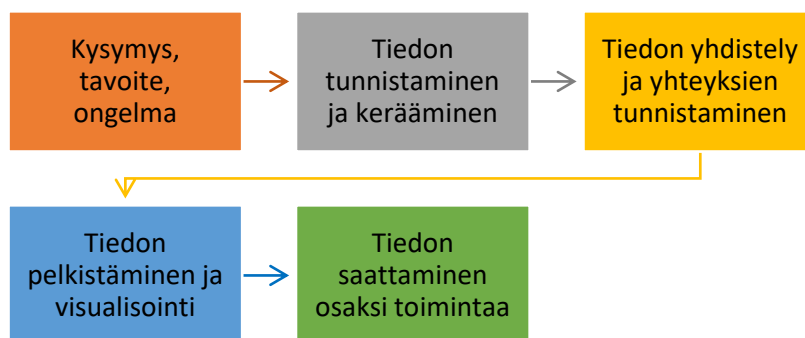 Kysymys,
tavoite,
ongelma
Tiedon
tunnistaminen
ja kerääminen
Tiedon yhdistely
ja yhteyksien
tunnistaminen
Tiedon
pelkistäminen ja
visualisointi
Tiedon
saattaminen
osaksi toimintaa